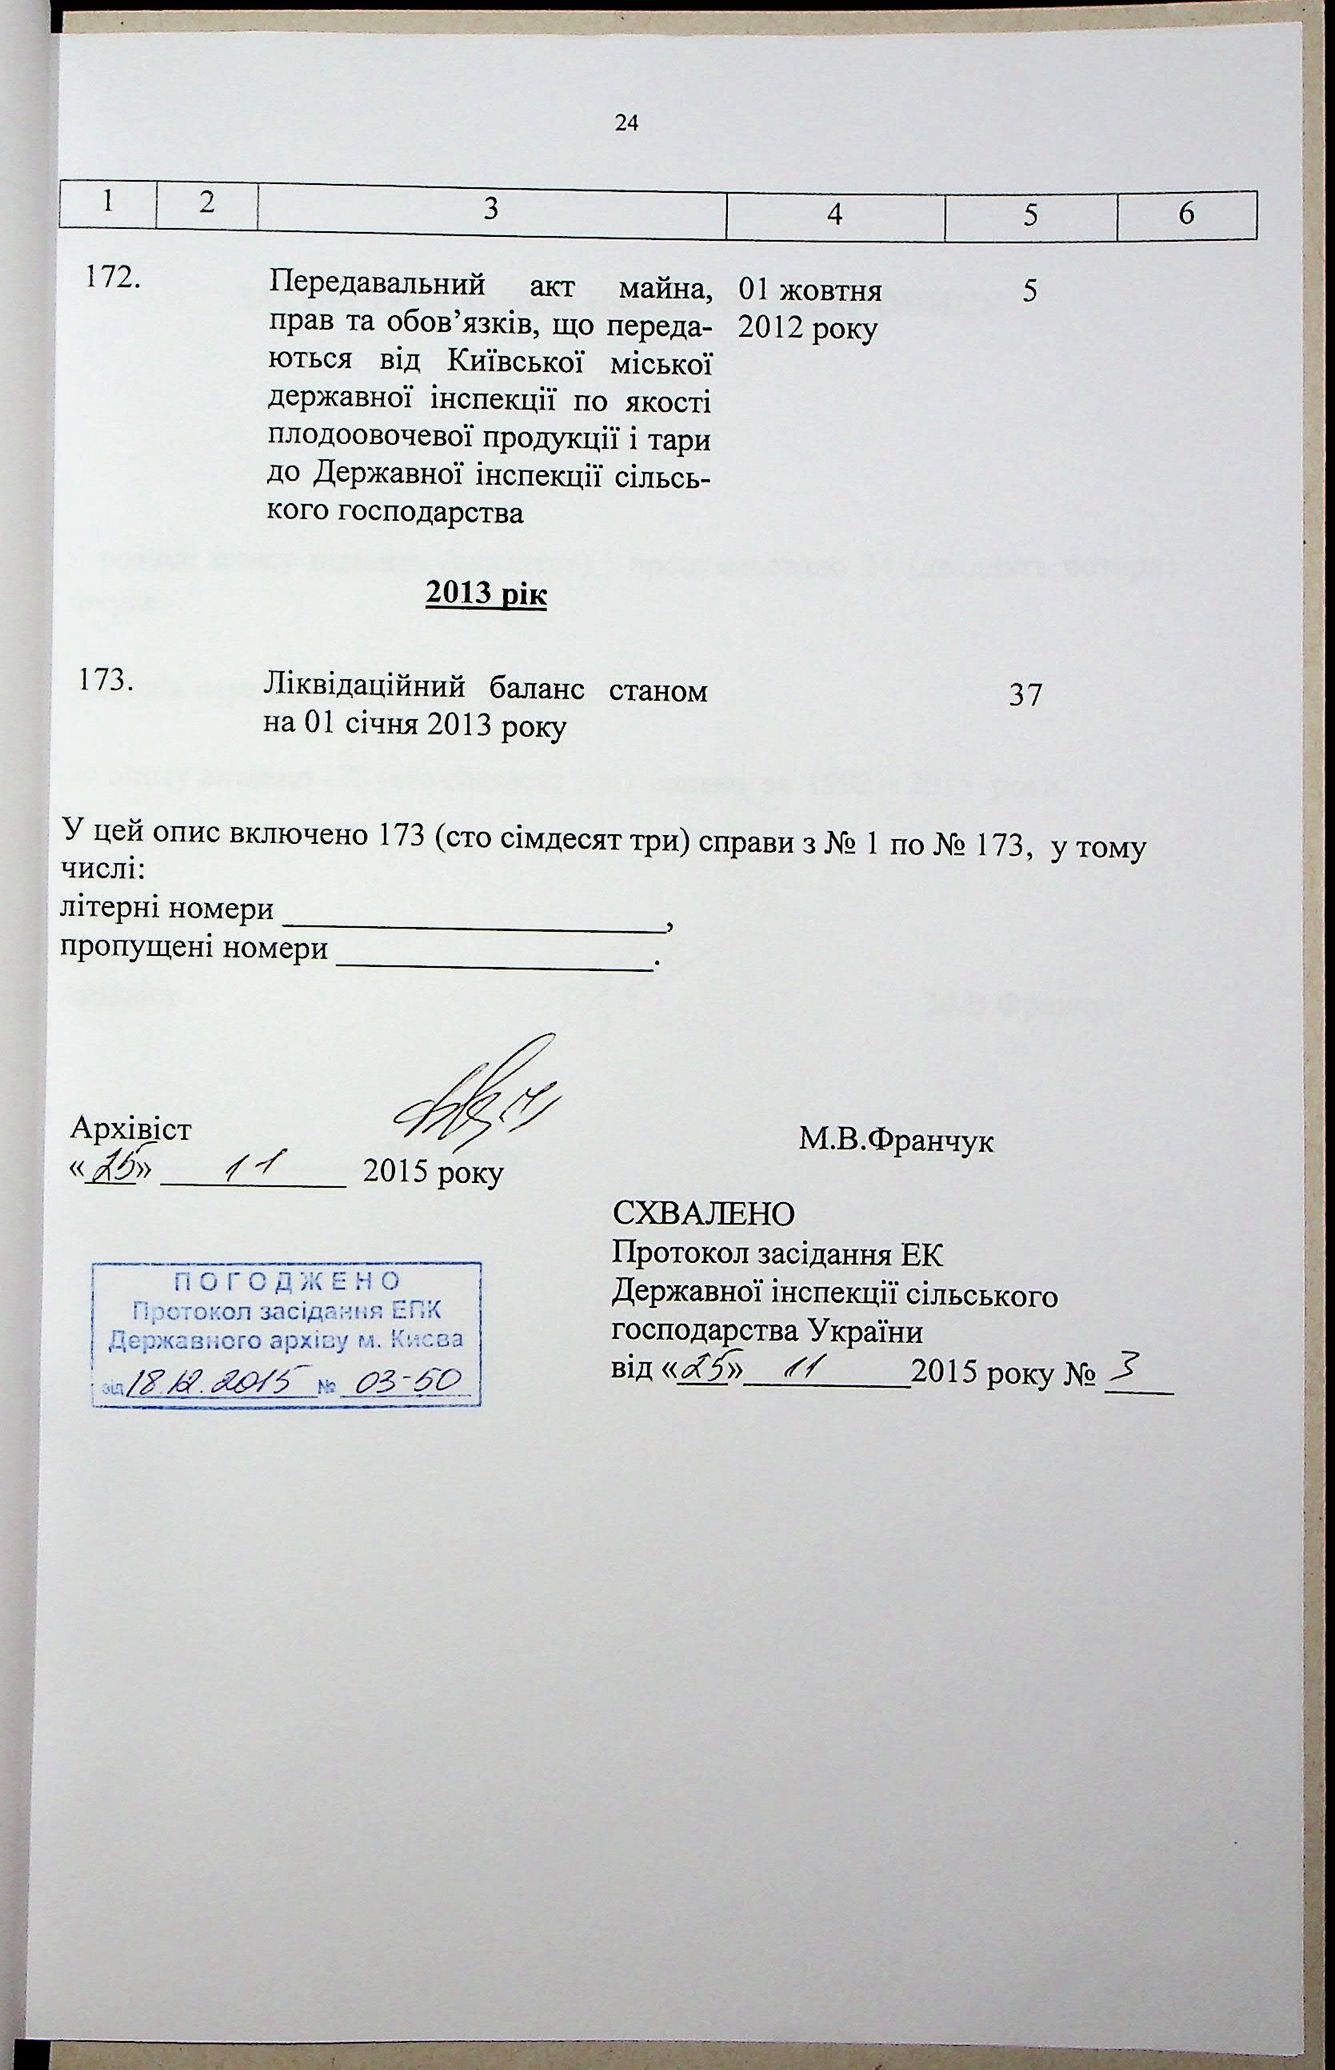 24
1 2 3 4 5 6
172. Передавальний акт майна, 01 жовтня 5
прав та обов’язків, що переда- 2012 року
ються від Київської міської
державної інспекції по якості
плодоовочевої продукції і тари
до Державної інспекції сільсь-
кого господарства
2013 рік
173. Ліквідаційний баланс станом 37
на 01 січня 2013 року
У цей опис включено 173 (сто сімдесят три) справи з № 1 по № 173, у тому
числі:
літерні номери ____________________,
пропущені номери ____________________.
Архівіст М.В.Франчук
«25» 11 2015 року
СХВАЛЕНО
Протокол засідання ЕК
Державної інспекції сільського
господарства України
від «25» 11 2015 року № 3
ПОГОДЖЕНО
Протокол засідання ЕПК
Державного архіву м. Києва
від 18.12.2015 № 03-50